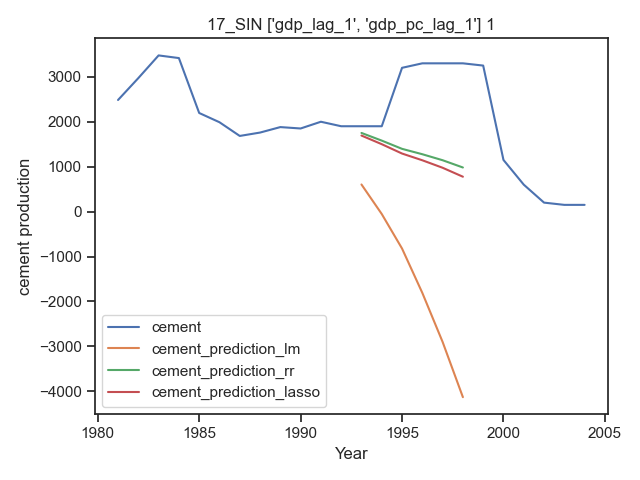 17_SIN ['gdp_lag_1', 'gdp_pc_lag_1'] 1
cement production
3000
2000
1000
0
−1000
−2000
−3000
−4000
cement
cement_prediction_lm
cement_prediction_rr
cement_prediction_lasso
1980 1985 1990 1995 2000 2005
Year